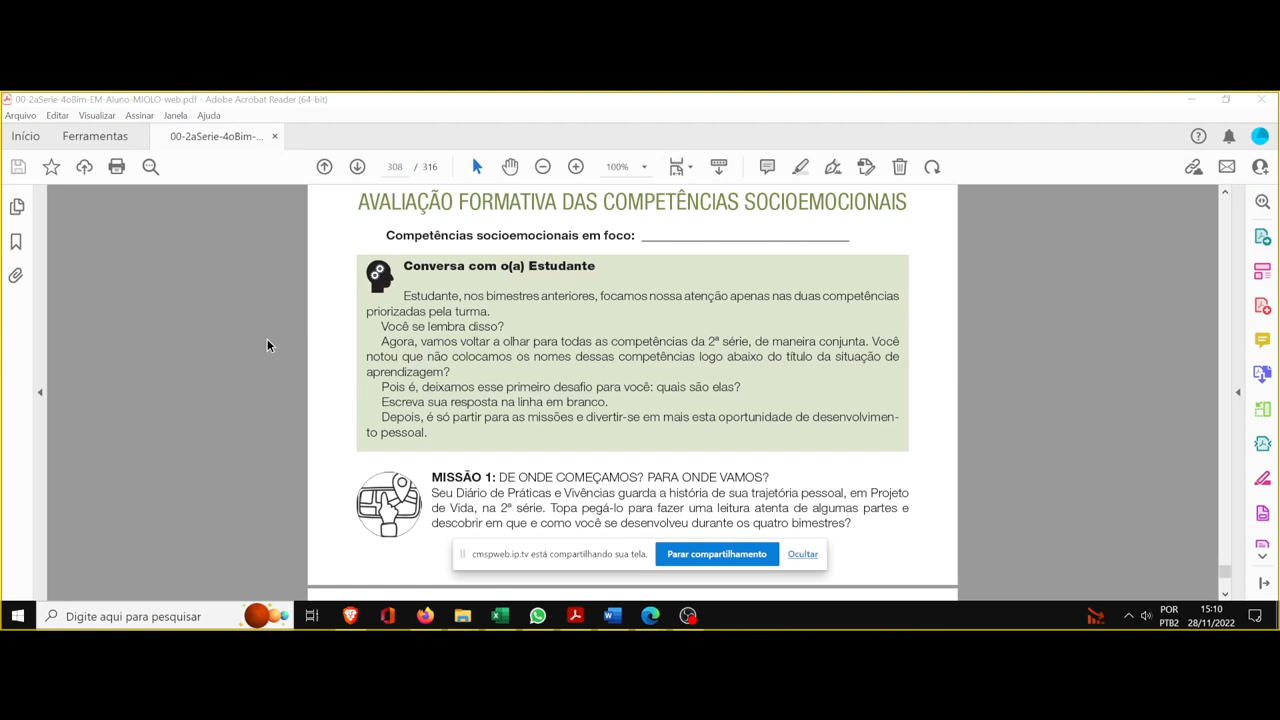 00-2aSerie-4oBim-EM-Aluno-MIOLO-web.pdf - Adobe Acrobat Reader (64-bit)
Arquivo Editar Visualizar Assinar Janela Ajuda
Início Ferramentas 00-2aSerie-4oBim-... ×
308 / 316 100%
AVALIAÇÃO FORMATIVA DAS COMPETÊNCIAS SOCIOEMOCIONAIS
Competências socioemocionais em foco: ____________________
Conversa com o(a) Estudante
Estudante, nos bimestres anteriores, focamos nossa atenção apenas nas duas competências
priorizadas pela turma.
Você se lembra disso?
Agora, vamos voltar a olhar para todas as competências da 2ª série, de maneira conjunta. Você
notou que não colocamos os nomes dessas competências logo abaixo do título da situação de
aprendizagem?
Pois é, deixamos esse primeiro desafio para você: quais são elas?
Escreva sua resposta na linha em branco.
Depois, é só partir para as missões e divertir-se em mais esta oportunidade de desenvolvimen-
to pessoal.
MISSÃO 1: DE ONDE COMEÇAMOS? PARA ONDE VAMOS?
Seu Diário de Práticas e Vivências guarda a história de sua trajetória pessoal, em Projeto
de Vida, na 2ª série. Topa pegá-lo para fazer uma leitura atenta de algumas partes e
descobrir em que e como você se desenvolveu durante os quatro bimestres?
cmspweb.ip.tv está compartilhando sua tela. Parar compartilhamento Ocultar
Digite aqui para pesquisar
POR 15:10
PTB2 28/11/2022